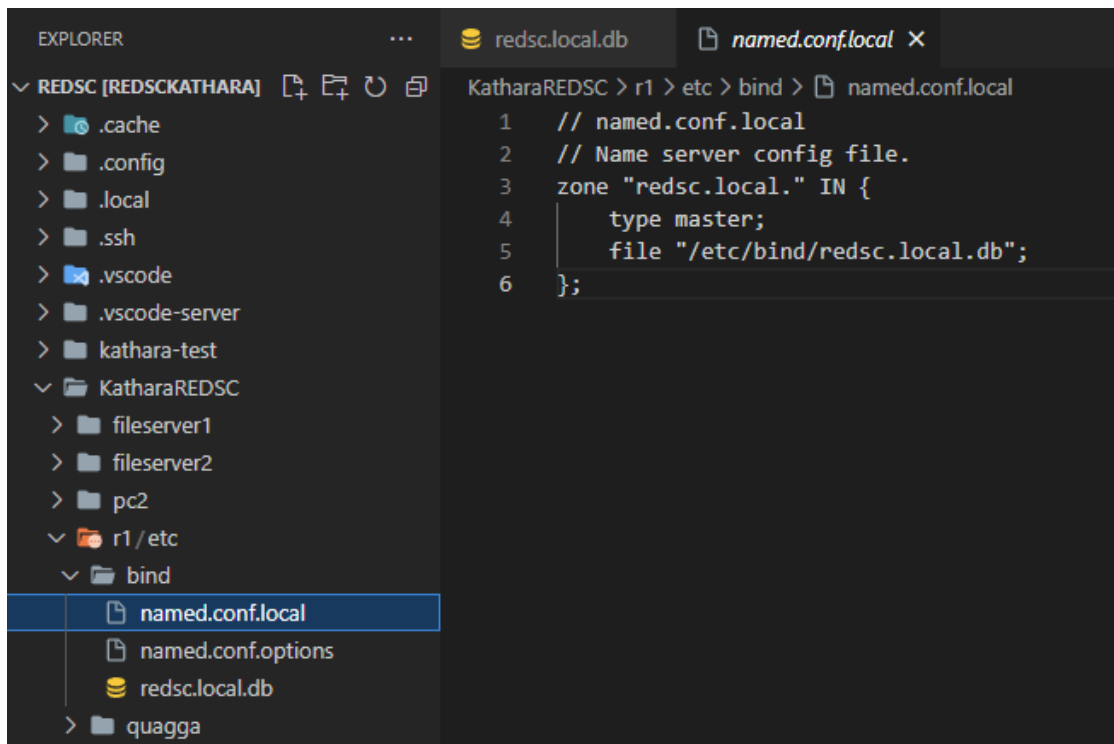 EXPLORER
REDSC [REDSCKATHARA]
.cache
.config
.local
.ssh
.vscode
.vscode-server
kathara-test
KatharaREDSC
fileserver1
fileserver2
pc2
r1/etc
bind
named.conf.local
named.conf.options
redsc.local.db
quagga
redsc.local.db
named.conf.local
KatharaREDSC > r1 > etc > bind > named.conf.local
1 // named.conf.local
2 // Name server config file.
3 zone "redsc.local." IN {
4 type master;
5 file "/etc/bind/redsc.local.db";
6 };